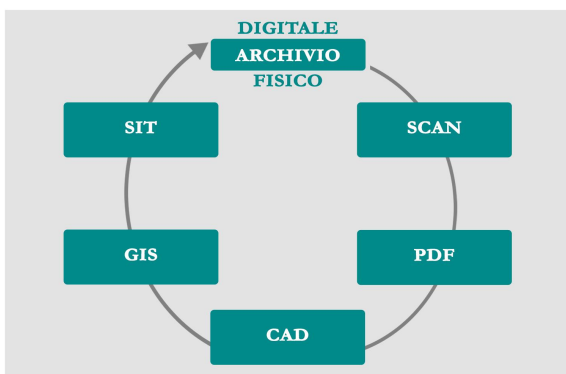 DIGITALE
ARCHIVIO
FISICO
SIT
SCAN
GIS
PDF
CAD